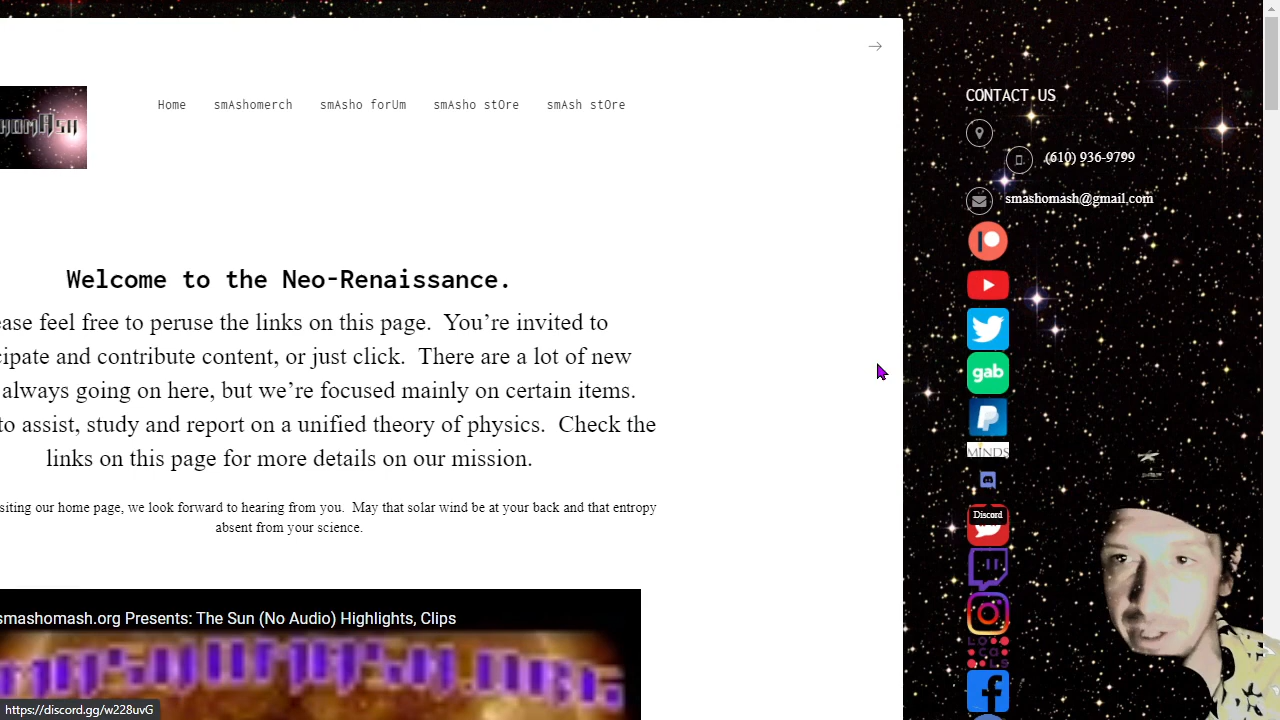 Home smAshomerch smAsho forUm smAsho stOre smAsh stOre
Welcome to the Neo-Renaissance.
feel free to peruse the links on this page. You’re invited to
and contribute content, or just click. There are a lot of new
always going on here, but we’re focused mainly on certain items.
to assist, study and report on a unified theory of physics. Check the
links on this page for more details on our mission.
our home page, we look forward to hearing from you. May that solar wind be at your back and that entropy
absent from your science.
smashomash.org Presents: The Sun (No Audio) Highlights, Clips
https://discord.gg/w228uvG
CONTACT US
(610) 936-9799
smashomash@gmail.com
gab
MINDS
Discord
LOCALS